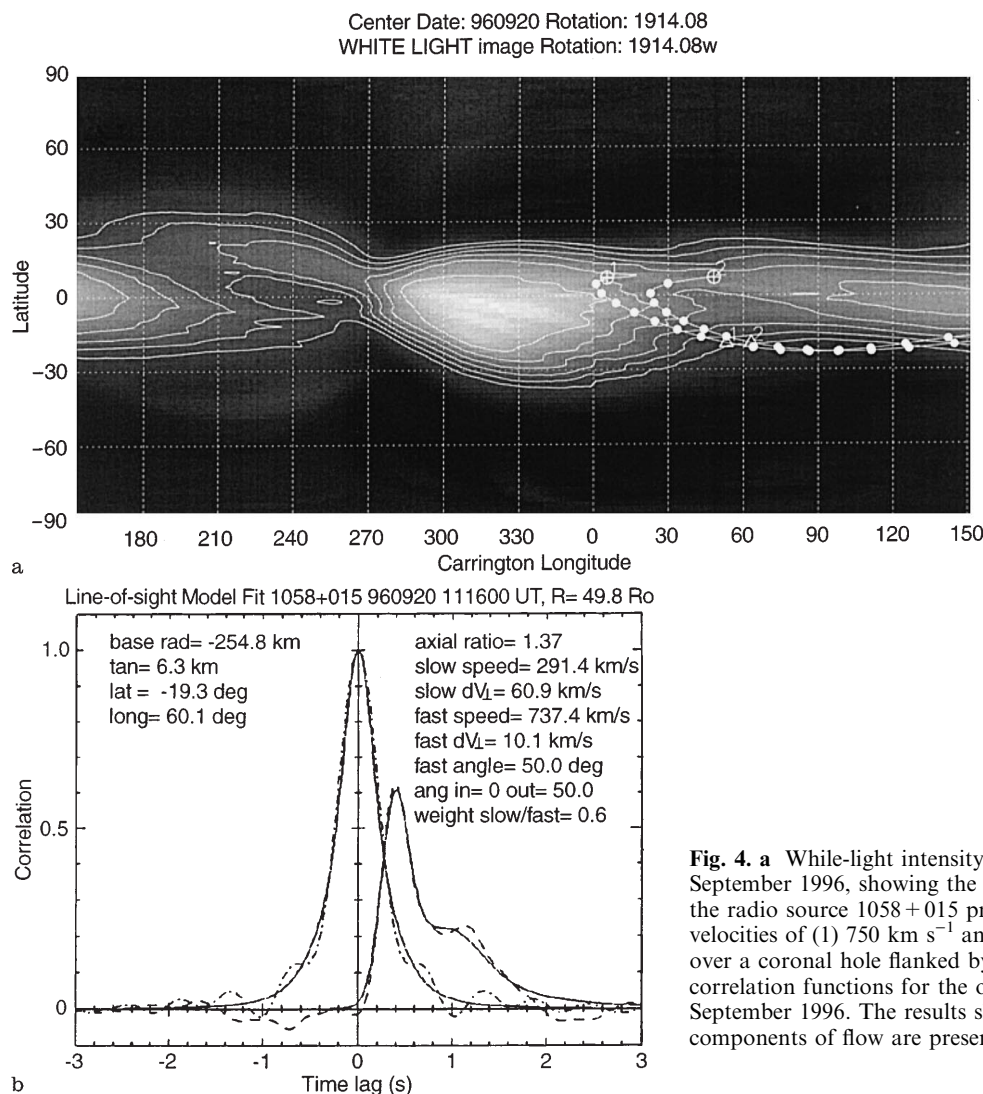 Center Date: 960920 Rotation: 1914.08
WHITE LIGHT image Rotation: 1914.08w
90
60
30
0
−30
−60
−90
Latitude
1
2
1
2
180 210 240 270 300 330 0 30 60 90 120 150
Carrington Longitude
a
Line-of-sight Model Fit 1058+015 960920 111600 UT, R= 49.8 Ro
base rad= -254.8 km
tan= 6.3 km
lat = -19.3 deg
long= 60.1 deg
axial ratio= 1.37
slow speed= 291.4 km/s
slow dV⊥= 60.9 km/s
fast speed= 737.4 km/s
fast dV⊥= 10.1 km/s
fast angle= 50.0 deg
ang in= 0 out= 50.0
weight slow/fast= 0.6
1.0
0.5
0
Correlation
-3 -2 -1 0 1 2 3
Time lag (s)
b
Fig. 4. a While-light intensity
September 1996, showing the
the radio source 1058+015 pr
velocities of (1) 750 km s⁻¹ an
over a coronal hole flanked by
correlation functions for the o
September 1996. The results s
components of flow are presen